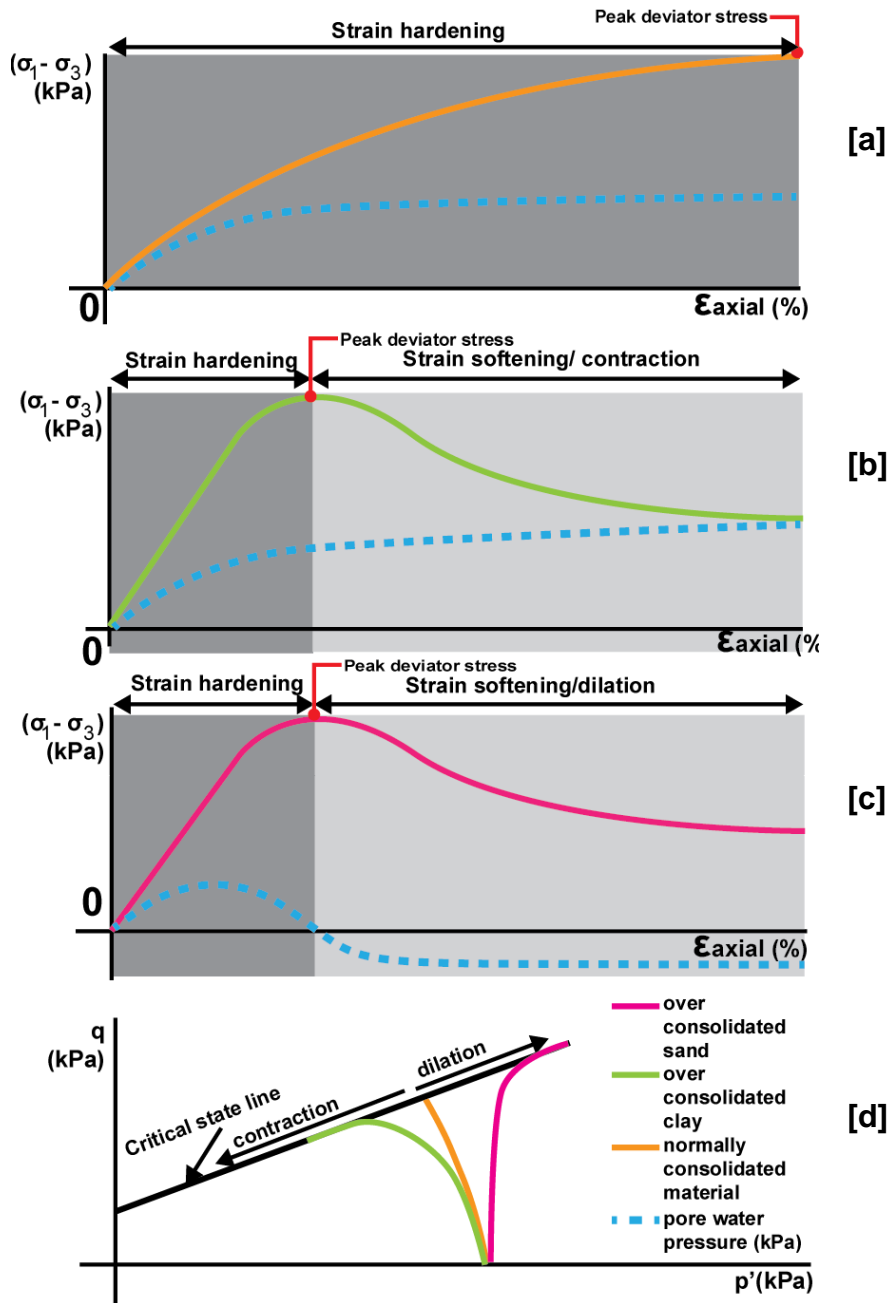 Peak deviator stress
Strain hardening
(σ1- σ3)
(kPa)
[a]
0
εaxial (%)
Peak deviator stress
Strain hardening
Strain softening/ contraction
(σ1 - σ3)
(kPa)
[b]
0
εaxial (%
Peak deviator stress
Strain hardening
Strain softening/dilation
(σ1 - σ3)
(kPa)
[c]
0
εaxial (%)
q
(kPa)
dilation
contraction
Critical state line
[d]
over
consolidated
sand
over
consolidated
clay
normally
consolidated
material
pore water
pressure (kPa)
p'(kPa)